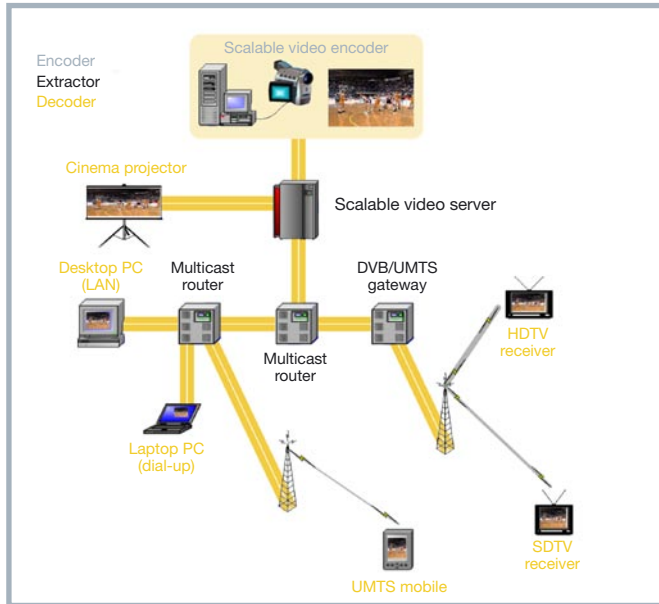 Scalable video encoder
Encoder
Extractor
Decoder
Cinema projector
Scalable video server
Desktop PC
(LAN)
Multicast
router
DVB/UMTS
gateway
HDTV
receiver
Multicast
router
Laptop PC
(dial-up)
SDTV
receiver
UMTS mobile